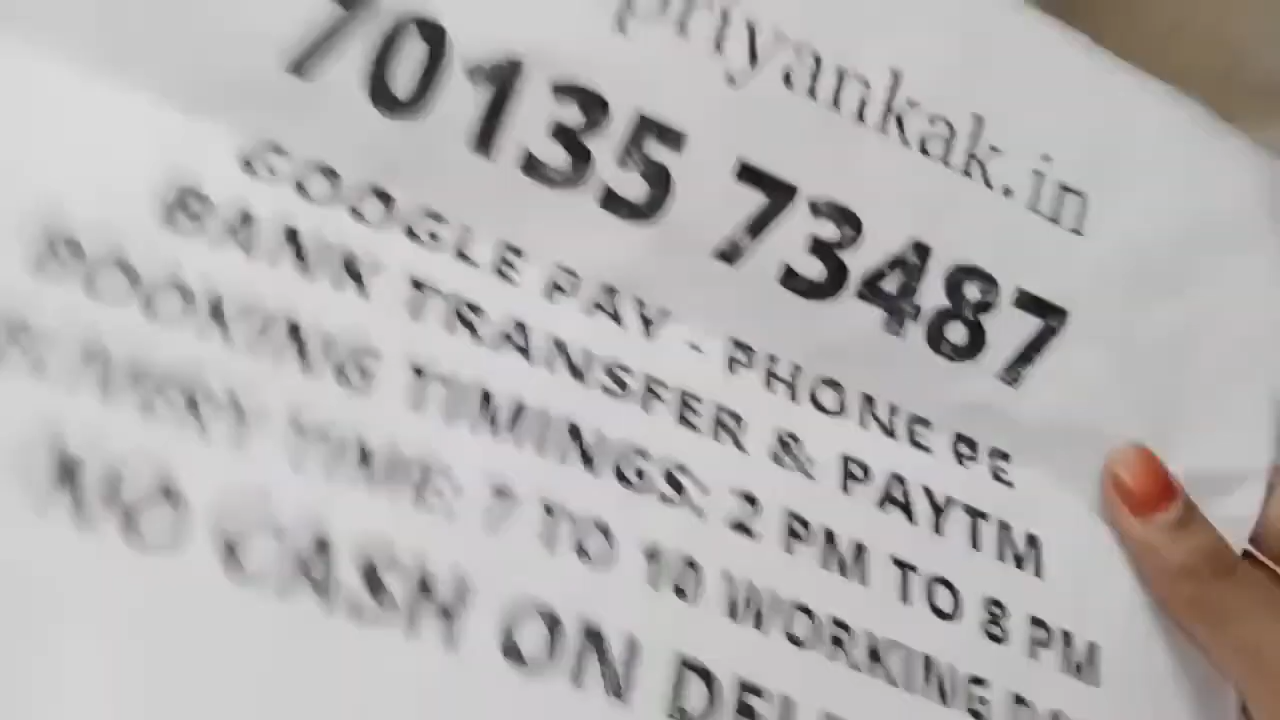 priyankak.in
70135 73487
GOOGLE PAY - PHONE PE
BANK TRANSFER & PAYTM
BOOKING TIMINGS: 2 PM TO 8 PM
TIME: 7 TO 10 WORKING
NO CASH ON